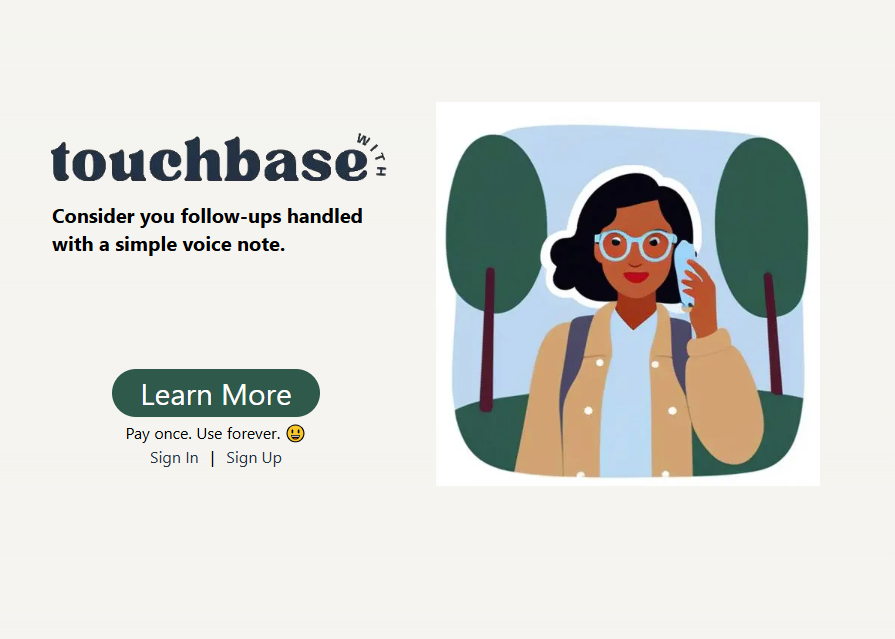 touchbase WITH
Consider you follow-ups handled
with a simple voice note.
Learn More
Pay once. Use forever. 😃
Sign In | Sign Up